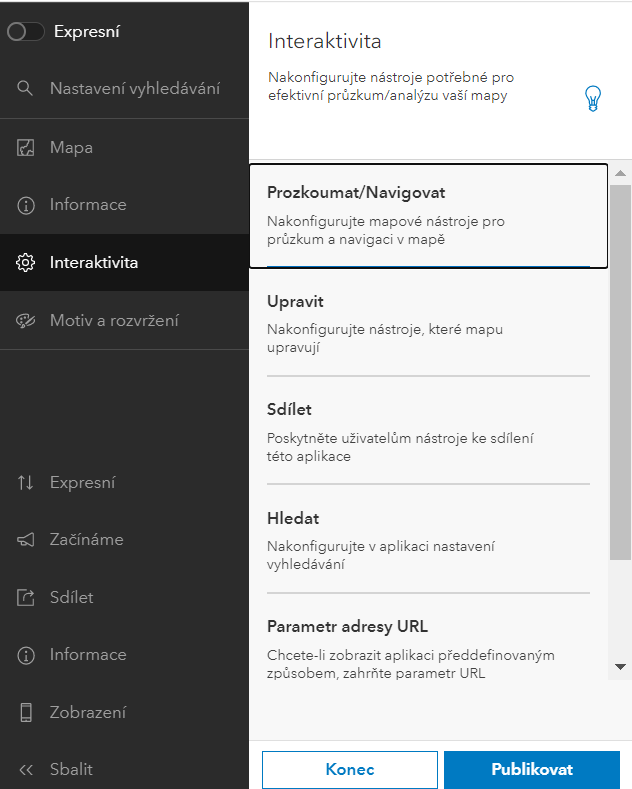 Expresní
Nastavení vyhledávání
Mapa
Informace
Interaktivita
Motiv a rozvržení
Expresní
Začínáme
Sdílet
Informace
Zobrazení
Sbalit
Interaktivita
Nakonfigurujte nástroje potřebné pro
efektivní průzkum/analýzu vaší mapy
Prozkoumat/Navigovat
Nakonfigurujte mapové nástroje pro
průzkum a navigaci v mapě
Upravit
Nakonfigurujte nástroje, které mapu
upravují
Sdílet
Poskytněte uživatelům nástroje ke sdílení
této aplikace
Hledat
Nakonfigurujte v aplikaci nastavení
vyhledávání
Parametr adresy URL
Chcete-li zobrazit aplikaci předdefinovaným
způsobem, zahrňte parametr URL
Konec
Publikovat